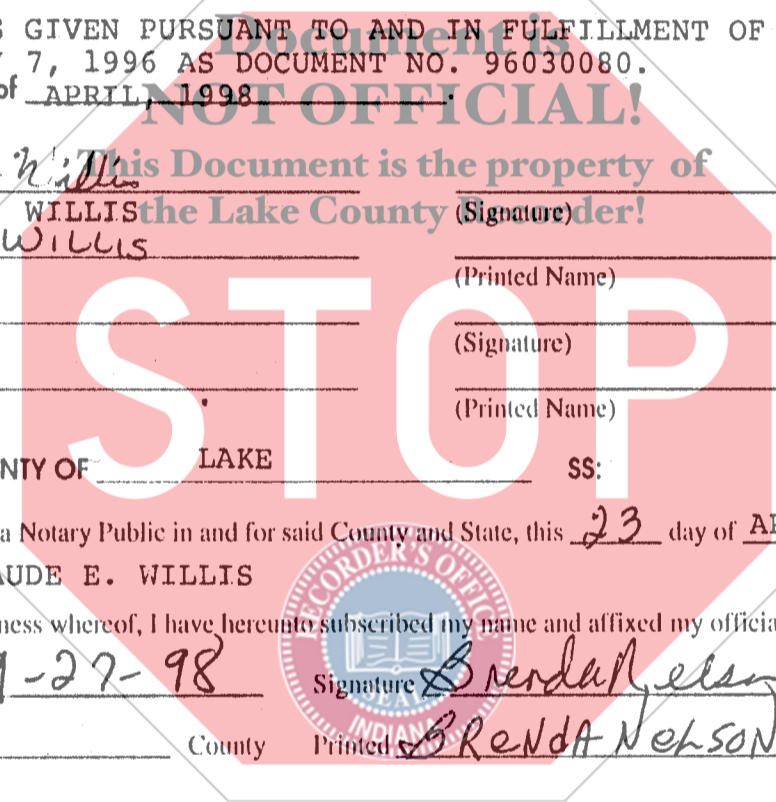 S GIVEN PURSUANT TO AND IN FULFILLMENT OF
Document is
7, 1996 AS DOCUMENT NO. 96030080.
of APRIL, 1998.
NOT OFFICIAL!
This Document is the property of
Willis
WILLIS
the Lake County Recorder!
(Signature)
WILLIS
(Printed Name)
STOP
(Signature)
(Printed Name)
NTY OF LAKE SS:
a Notary Public in and for said County and State, this 23 day of
AUDE E. WILLIS
RECORDER'S OFFICE
ness whereof, I have hereunto subscribed my name and affixed my officia
-27-98 Signature Brenda Nelson
SEAL
INDIANA
County Printed BRENDA NELSON